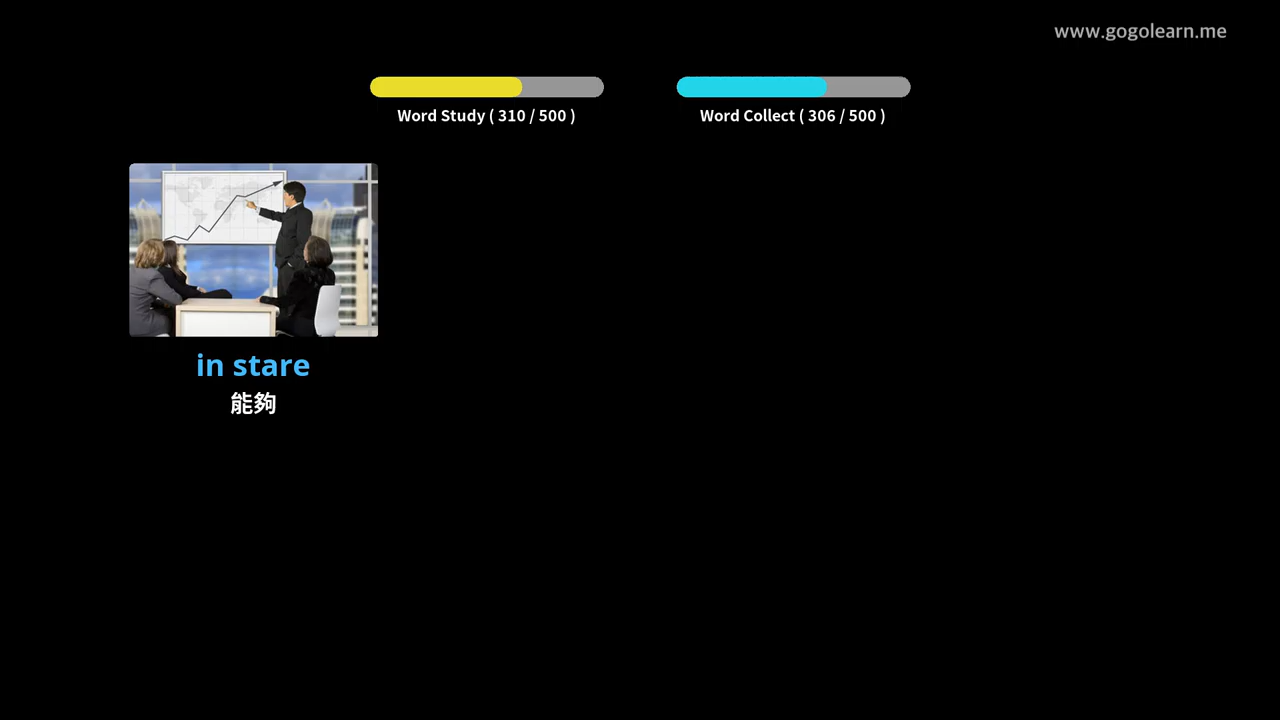 www.gogolearn.me
Word Study ( 310 / 500 )
Word Collect ( 306 / 500 )
in stare
能夠